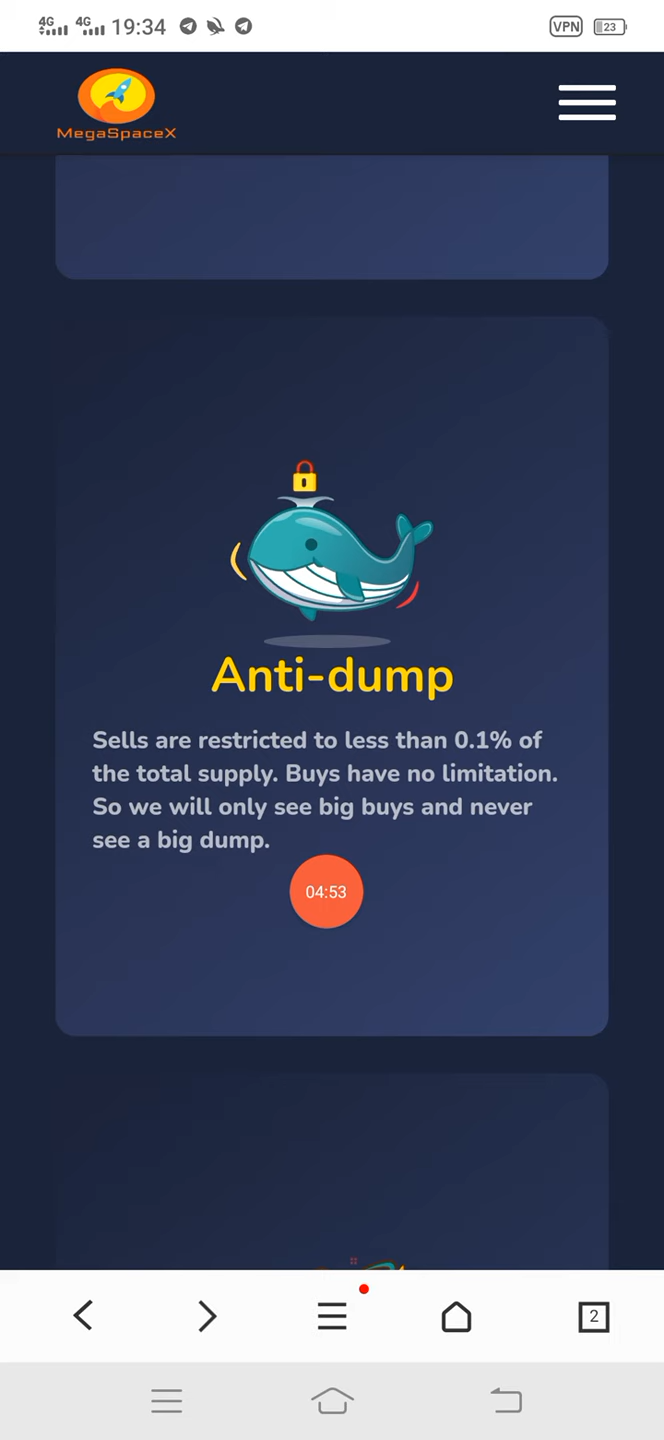 4G 4G 19:34 VPN 23
MegaSpaceX
Anti-dump
Sells are restricted to less than 0.1% of
the total supply. Buys have no limitation.
So we will only see big buys and never
see a big dump.
04:53
2